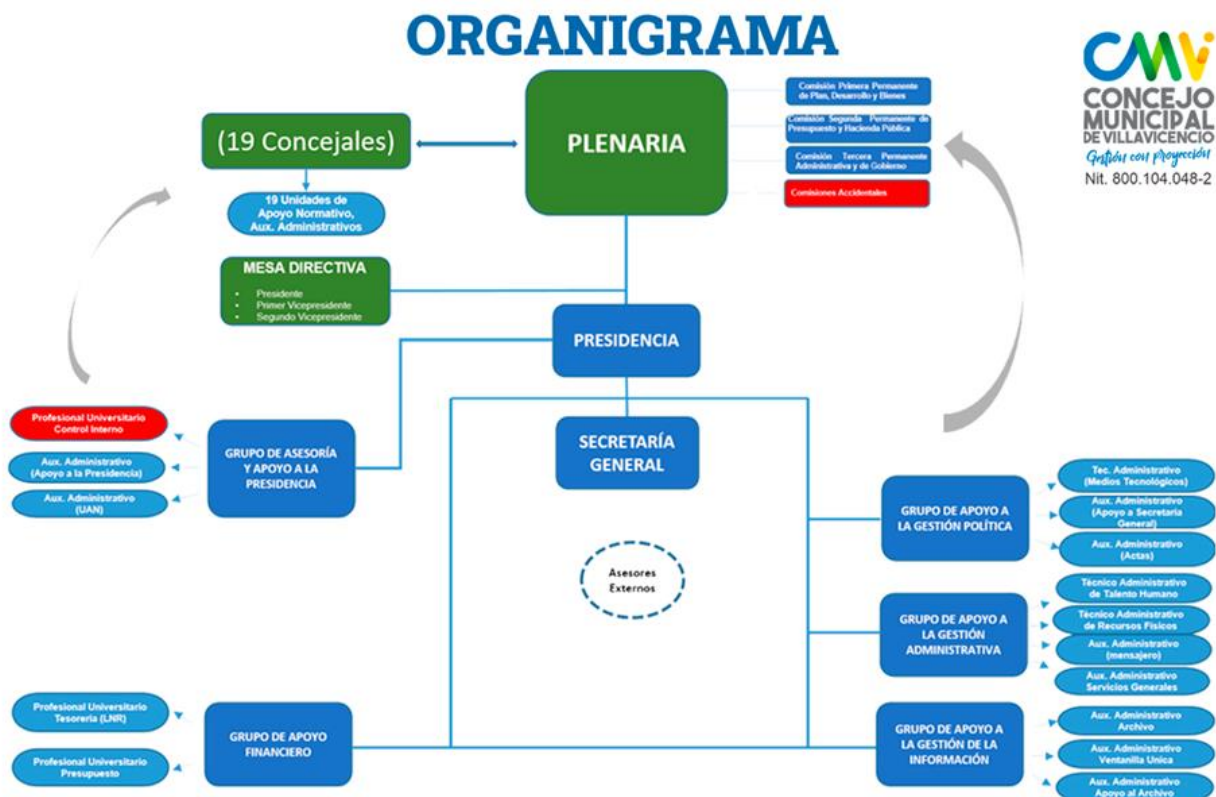 ORGANIGRAMA
CMVi
CONCEJO
MUNICIPAL
DE VILLAVICENCIO
Gestión con proyección
Nit. 800.104.048-2
(19 Concejales)
PLENARIA
Comisión Primera Permanente
de Plan, Desarrollo y Bienes
Comisión Segunda Permanente de
Presupuesto y Hacienda Pública
Comisión Tercera Permanente
Administrativa y de Gobierno
Comisiones Accidentales
19 Unidades de
Apoyo Normativo,
Aux. Administrativos
MESA DIRECTIVA
• Presidente
• Primer Vicepresidente
• Segundo Vicepresidente
PRESIDENCIA
SECRETARÍA
GENERAL
Profesional Universitario
Control Interno
Aux. Administrativo
(Apoyo a la Presidencia)
Aux. Administrativo
(UAN)
GRUPO DE ASESORÍA
Y APOYO A LA
PRESIDENCIA
Asesores
Externos
GRUPO DE APOYO A
LA GESTIÓN POLÍTICA
Tec. Administrativo
(Medios Tecnológicos)
Aux. Administrativo
(Apoyo a Secretaría
General)
Aux. Administrativo
(Actas)
GRUPO DE APOYO A
LA GESTIÓN
ADMINISTRATIVA
Técnico Administrativo
de Talento Humano
Técnico Administrativo
de Recursos Físicos
Aux. Administrativo
(mensajero)
Aux. Administrativo
Servicios Generales
Profesional Universitario
Tesorería (LNR)
Profesional Universitario
Presupuesto
GRUPO DE APOYO
FINANCIERO
GRUPO DE APOYO A
LA GESTIÓN DE LA
INFORMACIÓN
Aux. Administrativo
Archivo
Aux. Administrativo
Ventanilla Unica
Aux. Administrativo
Apoyo al Archivo